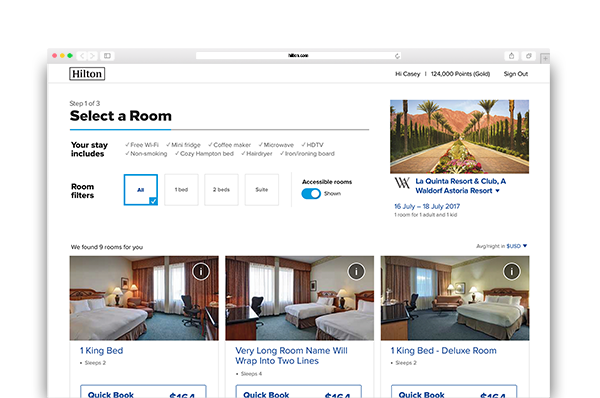 hilton.com
Hilton
Hi Casey | 124,000 Points (Gold) Sign Out
Step 1 of 3
Select a Room
Your stay includes
✓ Free Wi-Fi ✓ Mini fridge ✓ Coffee maker ✓ Microwave ✓ HDTV
✓ Non-smoking ✓ Cozy Hampton bed ✓ Hairdryer ✓ Iron/ironing board
Room filters
All
1 bed
2 beds
Suite
Accessible rooms
Shown
La Quinta Resort & Club, A
Waldorf Astoria Resort
16 July – 18 July 2017
1 room for 1 adult and 1 kid
We found 9 rooms for you
Avg/night in $USD
1 King Bed
• Sleeps 2
Quick Book $164
Very Long Room Name Will
Wrap Into Two Lines
• Sleeps 4
Quick Book $164
1 King Bed - Deluxe Room
• Sleeps 2
Quick Book $164